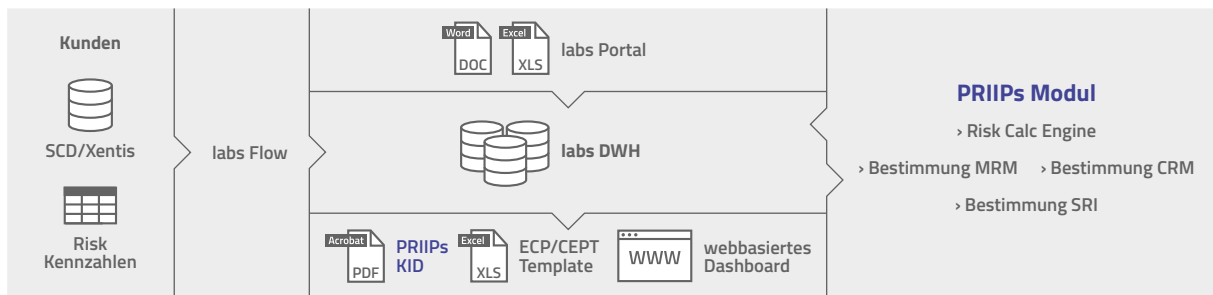 Kunden
SCD/Xentis
Risk
Kennzahlen
labs Flow
Word
DOC
Excel
XLS
labs Portal
labs DWH
Acrobat
PDF
PRIIPs
KID
Excel
XLS
ECP/CEPT
Template
WWW
webbasiertes
Dashboard
PRIIPs Modul
› Risk Calc Engine
› Bestimmung MRM › Bestimmung CRM
› Bestimmung SRI